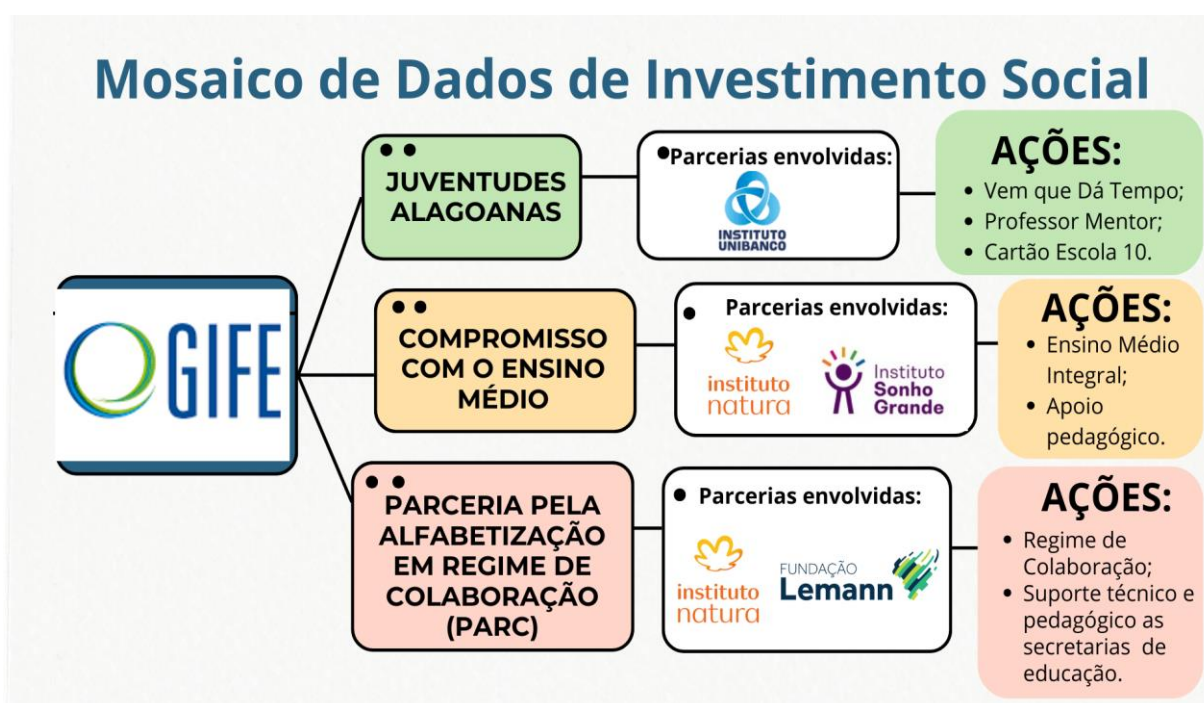 Mosaico de Dados de Investimento Social
GIFE
JUVENTUDES
ALAGOANAS
Parcerias envolvidas:
INSTITUTO
UNIBANCO
AÇÕES:
• Vem que Dá Tempo;
• Professor Mentor;
• Cartão Escola 10.
COMPROMISSO
COM O ENSINO
MÉDIO
Parcerias envolvidas:
instituto
natura
Instituto
Sonho
Grande
AÇÕES:
• Ensino Médio
Integral;
• Apoio
pedagógico.
PARCERIA PELA
ALFABETIZAÇÃO
EM REGIME DE
COLABORAÇÃO
(PARC)
Parcerias envolvidas:
instituto
natura
FUNDAÇÃO
Lemann
AÇÕES:
• Regime de
Colaboração;
• Suporte técnico e
pedagógico as
secretarias de
educação.